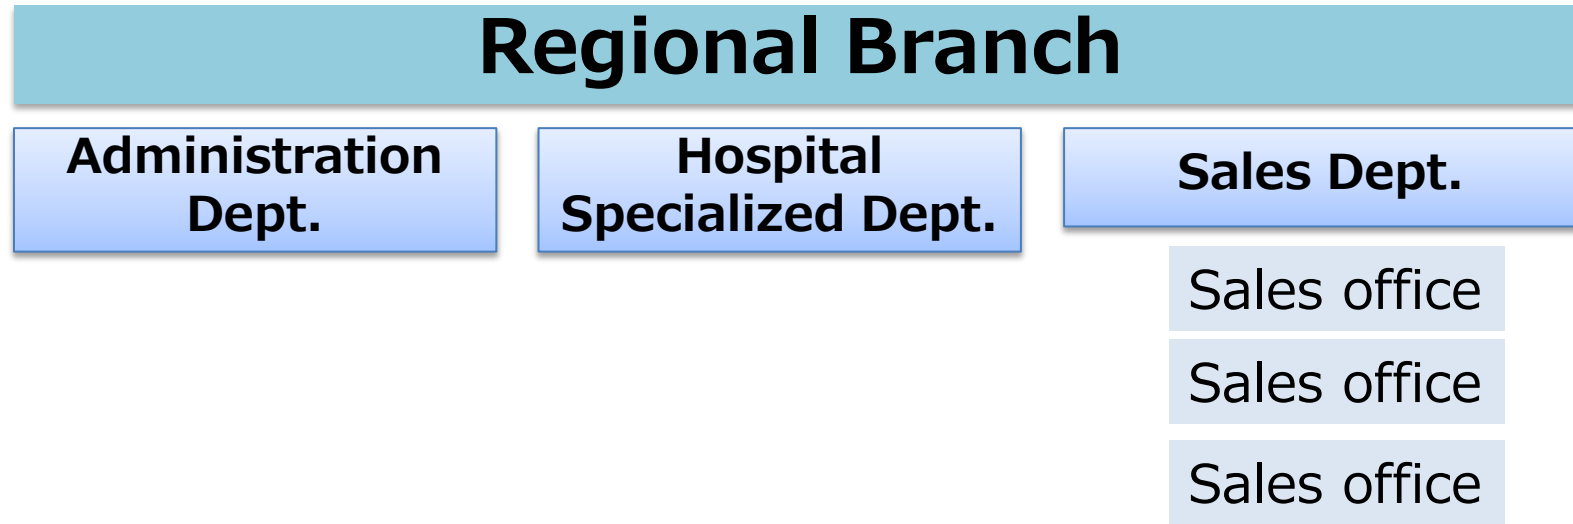 Regional Branch
Administration
Dept.
Hospital
Specialized Dept.
Sales Dept.
Sales office
Sales office
Sales office